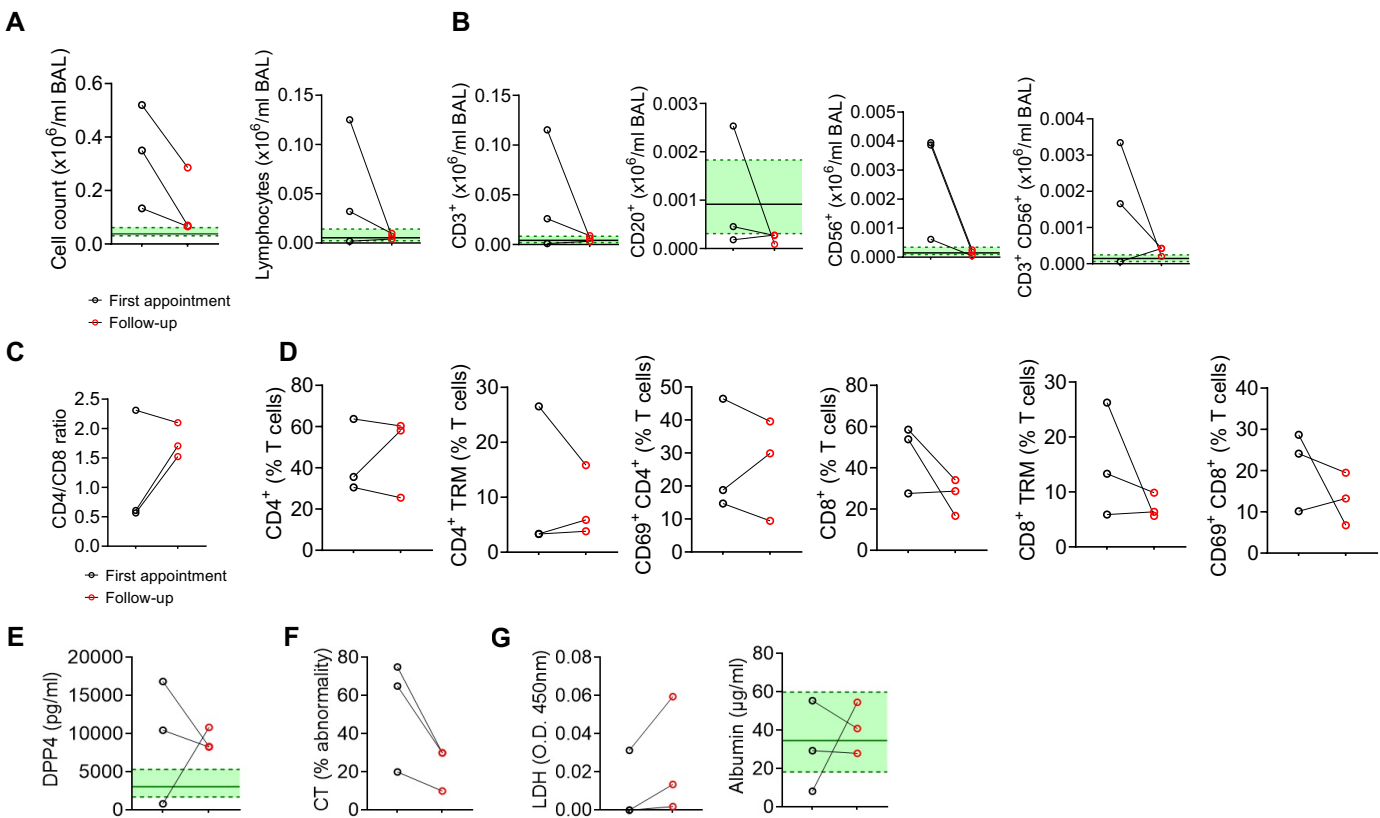 A
B
Cell count (x10⁶/ml BAL)
0.6
0.4
0.2
0.0
Lymphocytes (x10⁶/ml BAL)
0.15
0.10
0.05
0.00
CD3⁺ (x10⁶/ml BAL)
0.15
0.10
0.05
0.00
CD20⁺ (x10⁶/ml BAL)
0.003
0.002
0.001
0.000
CD56⁺ (x10⁶/ml BAL)
0.005
0.004
0.003
0.002
0.001
0.000
CD3⁺ CD56⁺ (x10⁶/ml BAL)
0.004
0.003
0.002
0.001
0.000
First appointment
Follow-up
C
D
CD4/CD8 ratio
2.5
2.0
1.5
1.0
0.5
0.0
First appointment
Follow-up
CD4⁺ (% T cells)
80
60
40
20
0
CD4⁺ TRM (% T cells)
30
20
10
0
CD69⁺ CD4⁺ (% T cells)
50
40
30
20
10
0
CD8⁺ (% T cells)
80
60
40
20
0
CD8⁺ TRM (% T cells)
30
20
10
0
CD69⁺ CD8⁺ (% T cells)
40
30
20
10
0
E
F
G
DPP4 (pg/ml)
20000
15000
10000
5000
0
CT (% abnormality)
80
60
40
20
0
LDH (O.D. 450nm)
0.08
0.06
0.04
0.02
0.00
Albumin (µg/ml)
80
60
40
20
0